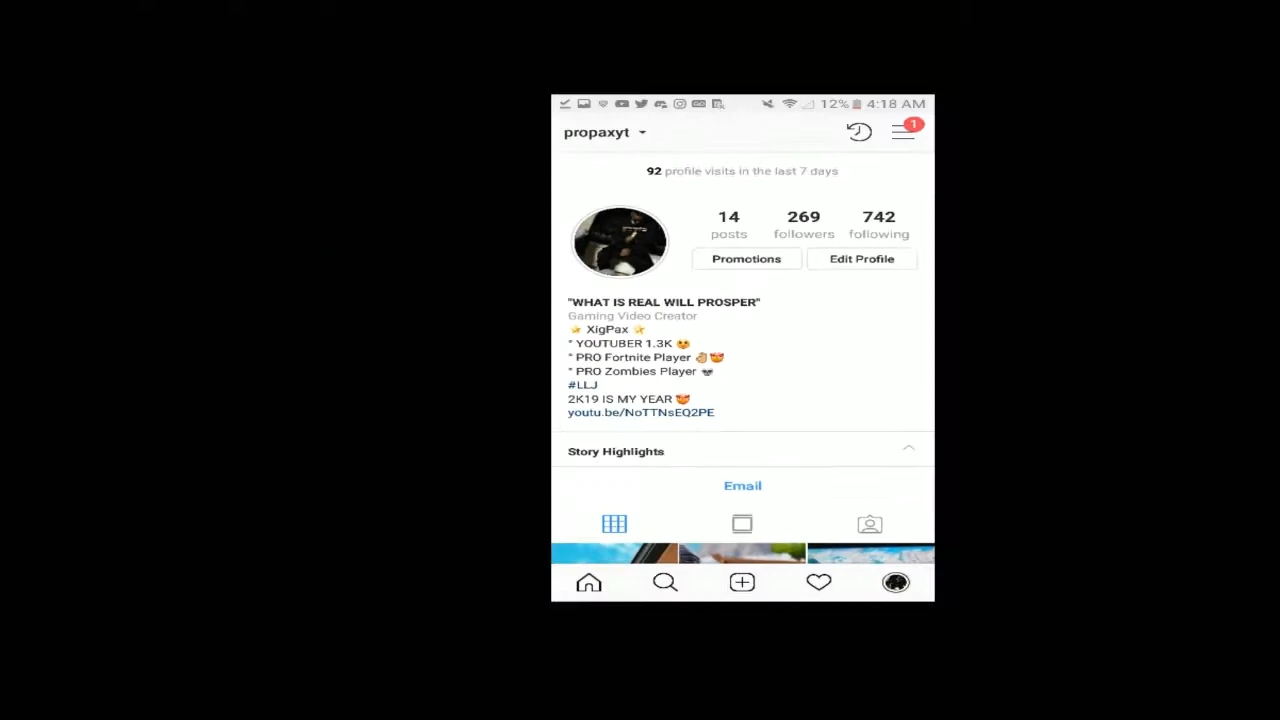 12% 4:18 AM
propaxyt
1
92 profile visits in the last 7 days
14 269 742
posts followers following
Promotions Edit Profile
"WHAT IS REAL WILL PROSPER"
Gaming Video Creator
⭐ XigPax ⭐
* YOUTUBER 1.3K
* PRO Fortnite Player
* PRO Zombies Player
#LLJ
2K19 IS MY YEAR
youtu.be/NoTTNsEQ2PE
Story Highlights
Email